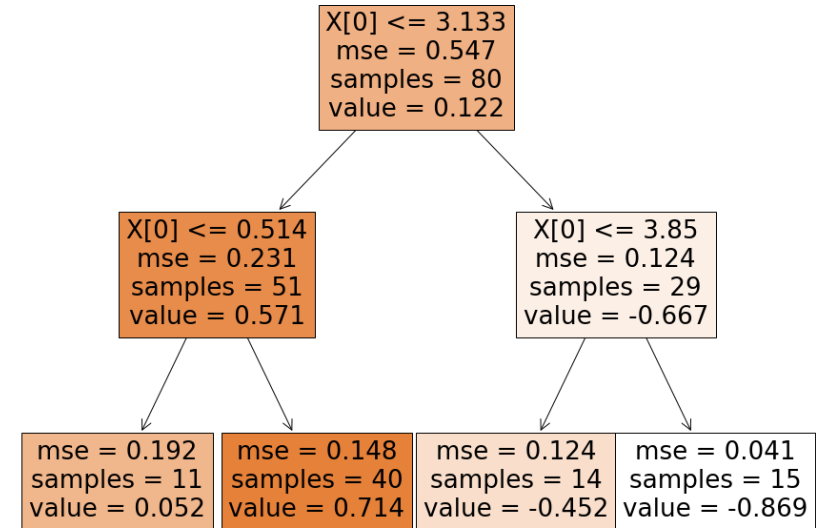 X[0] <= 3.133
mse = 0.547
samples = 80
value = 0.122
X[0] <= 0.514
mse = 0.231
samples = 51
value = 0.571
X[0] <= 3.85
mse = 0.124
samples = 29
value = -0.667
mse = 0.192
samples = 11
value = 0.052
mse = 0.148
samples = 40
value = 0.714
mse = 0.124
samples = 14
value = -0.452
mse = 0.041
samples = 15
value = -0.869